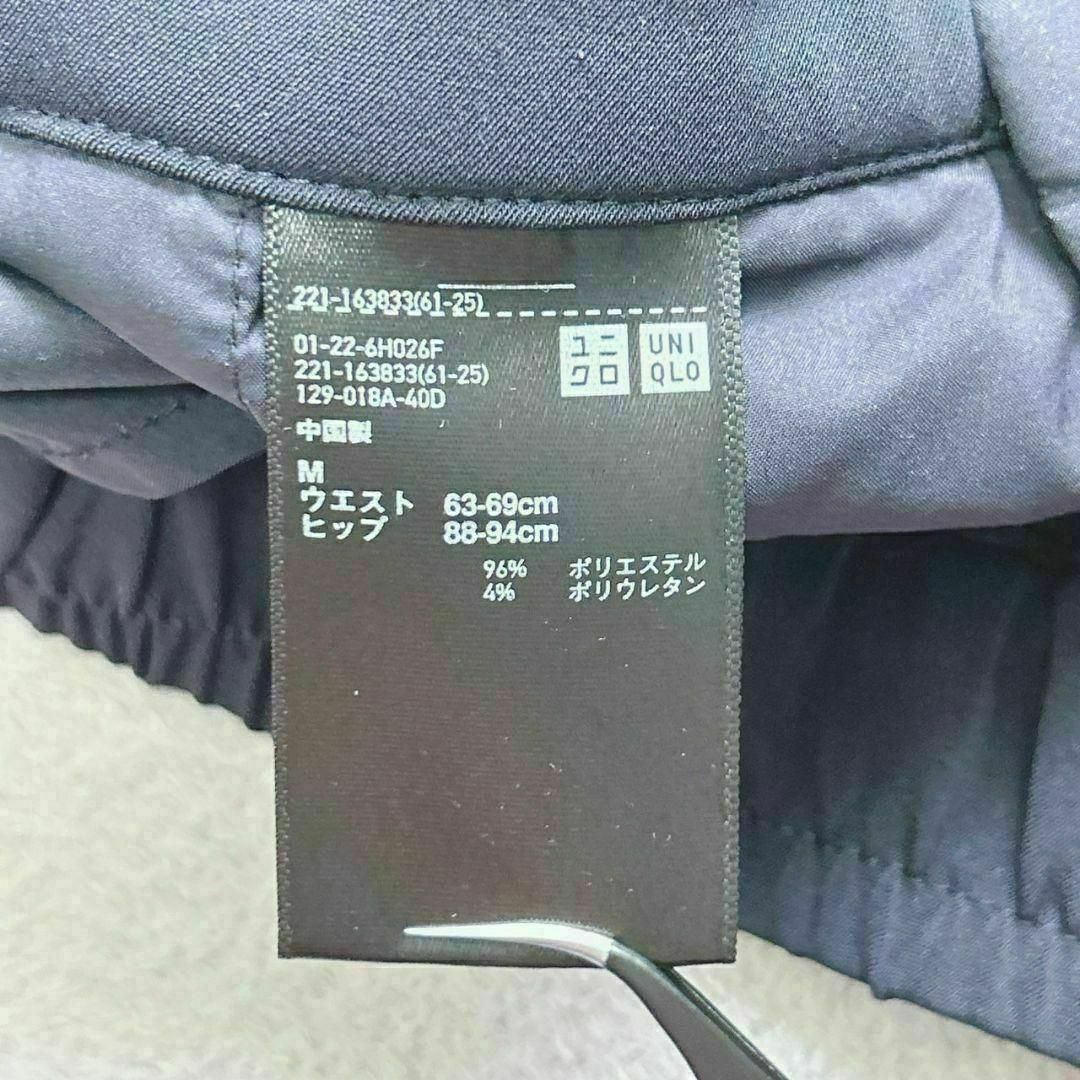 221-163833(61-25)
01-22-6H026F
221-163833(61-25)
129-018A-40D
ユニ
クロ
UNI
QLO
中国製
M
ウエスト 63-69cm
ヒップ 88-94cm
96% ポリエステル
4% ポリウレタン